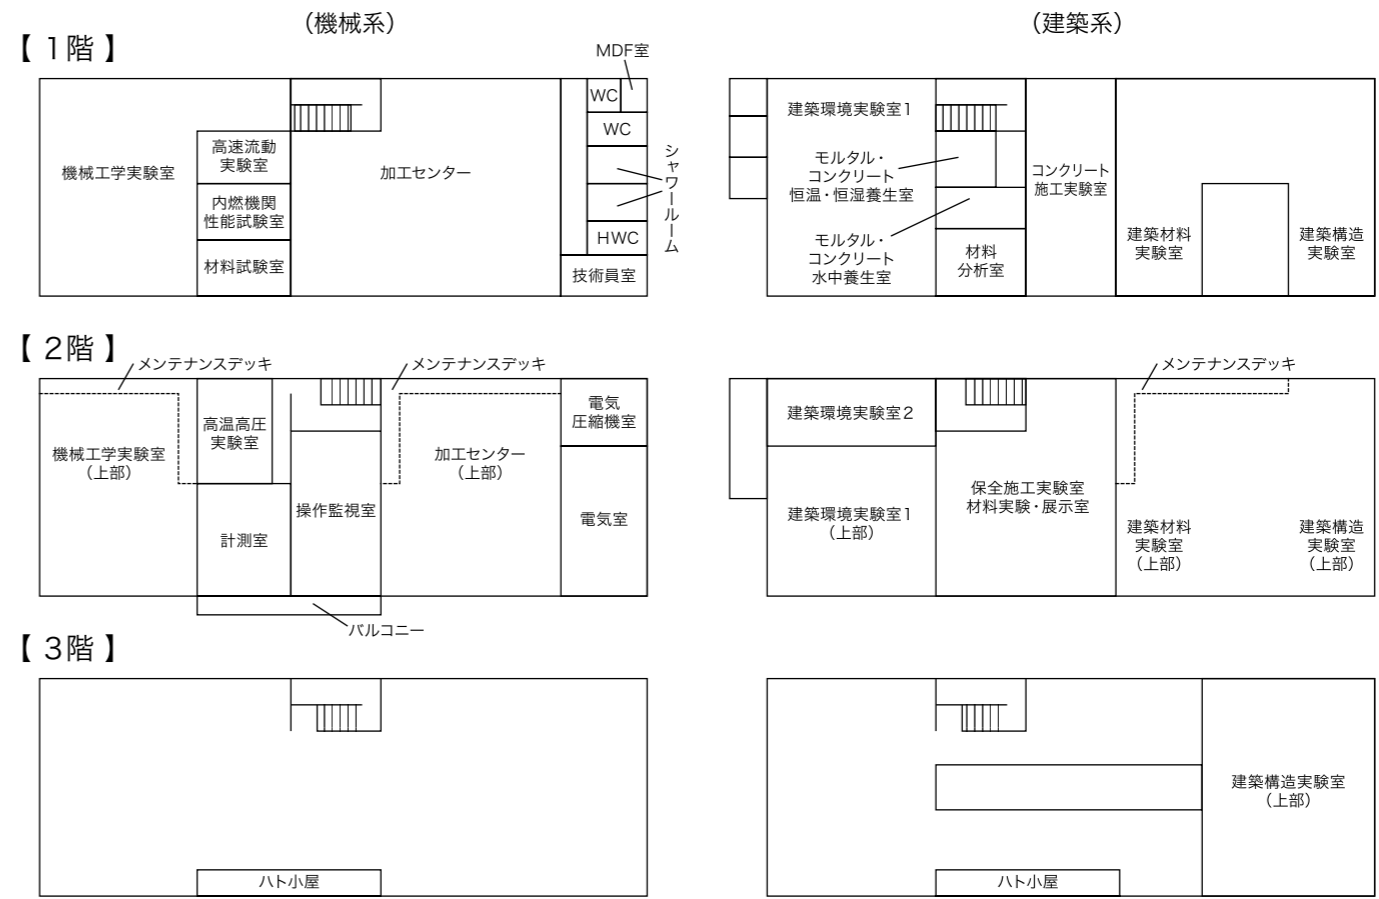 （機械系）
（建築系）
【 1階 】
MDF室
WC
WC
シャワールーム
HWC
技術員室
機械工学実験室
高速流動
実験室
内燃機関
性能試験室
材料試験室
加工センター
建築環境実験室1
モルタル・
コンクリート
恒温・恒湿養生室
モルタル・
コンクリート
水中養生室
材料
分析室
コンクリート
施工実験室
建築材料
実験室
建築構造
実験室
【 2階 】
メンテナンスデッキ
メンテナンスデッキ
機械工学実験室
（上部）
高温高圧
実験室
計測室
操作監視室
加工センター
（上部）
電気
圧縮機室
電気室
バルコニー
メンテナンスデッキ
建築環境実験室2
建築環境実験室1
（上部）
保全施工実験室
材料実験・展示室
建築材料
実験室
（上部）
建築構造
実験室
（上部）
【 3階 】
ハト小屋
建築構造実験室
（上部）
ハト小屋